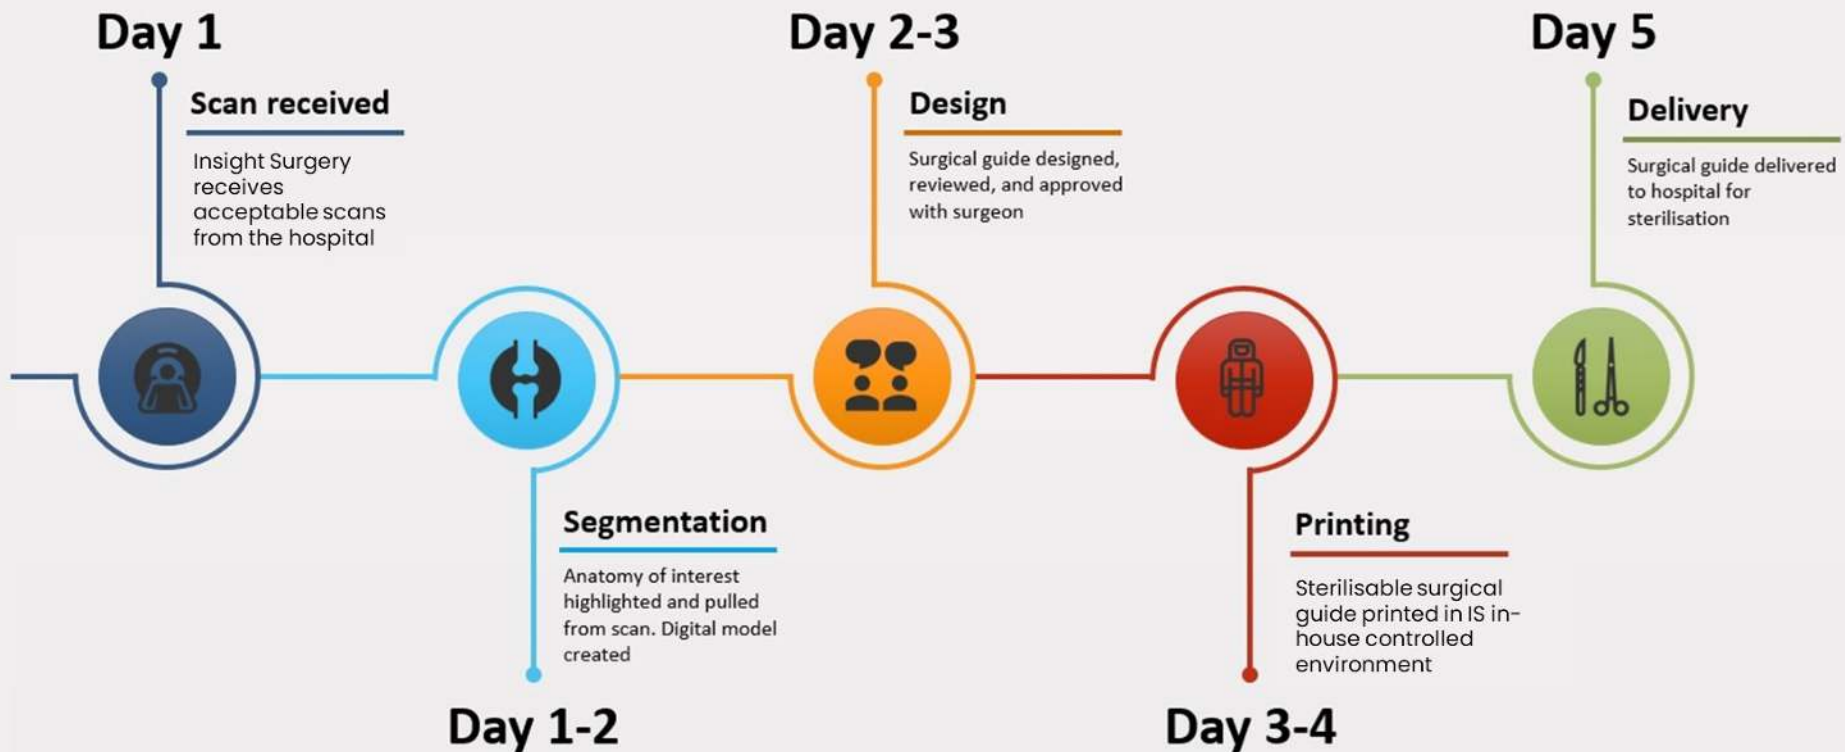 Day 1
Scan received
Insight Surgery
receives
acceptable scans
from the hospital
Segmentation
Anatomy of interest
highlighted and pulled
from scan. Digital model
created
Day 1-2
Day 2-3
Design
Surgical guide designed,
reviewed, and approved
with surgeon
Printing
Sterilisable surgical
guide printed in IS in-
house controlled
environment
Day 3-4
Day 5
Delivery
Surgical guide delivered
to hospital for
sterilisation